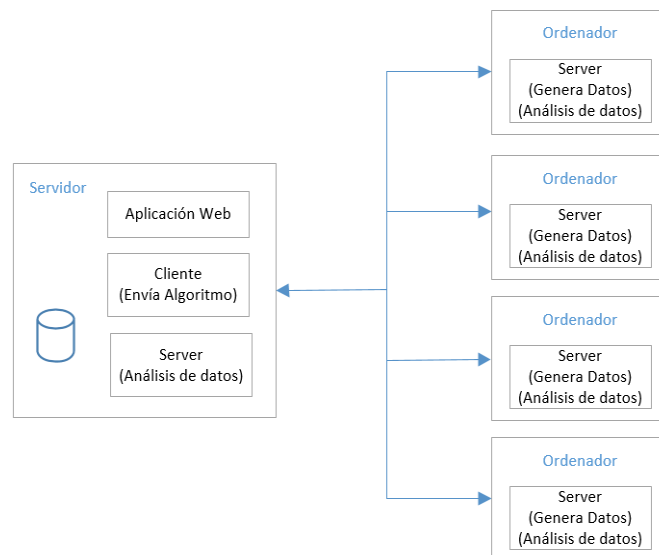 Servidor
Aplicación Web
Cliente
(Envía Algoritmo)
Server
(Análisis de datos)
Ordenador
Server
(Genera Datos)
(Análisis de datos)
Ordenador
Server
(Genera Datos)
(Análisis de datos)
Ordenador
Server
(Genera Datos)
(Análisis de datos)
Ordenador
Server
(Genera Datos)
(Análisis de datos)